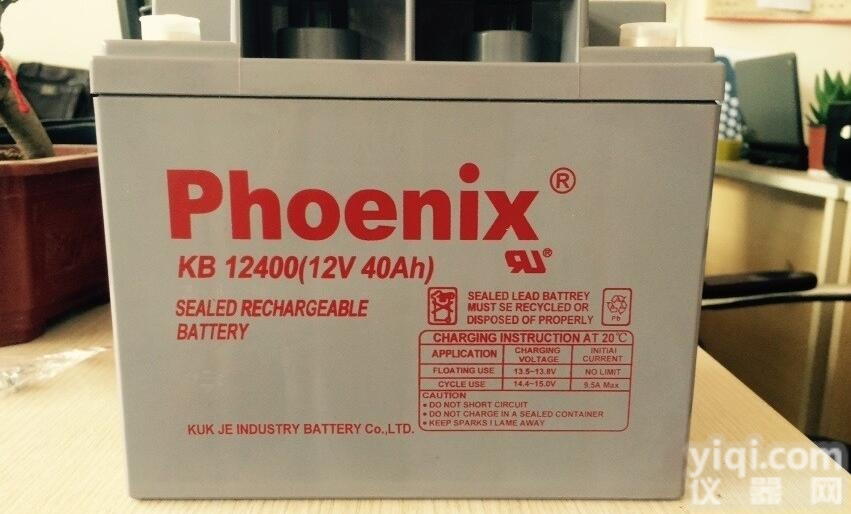 Phoenix®
KB 12400(12V 40Ah)
SEALED RECHARGEABLE
BATTERY
SEALED LEAD BATTREY
MUST SE RECYCLED OR
DISPOSED OF PROPERLY
Pb
CHARGING INSTRUCTION AT 20℃
APPLICATION CHARGING VOLTAGE INITIAI CURRENT
FLOATING USE 13.5~13.8V NO LIMIT
CYCLE USE 14.4~15.0V 9.5A Max
CAUTION
• DO NOT SHORT CIRCUIT
• DO NOT CHARGE IN A SEALED CONTAINER
• KEEP SPARKS I LAME AWAY
KUK JE INDUSTRY BATTERY Co.,LTD.
yiqi.com
仪器网